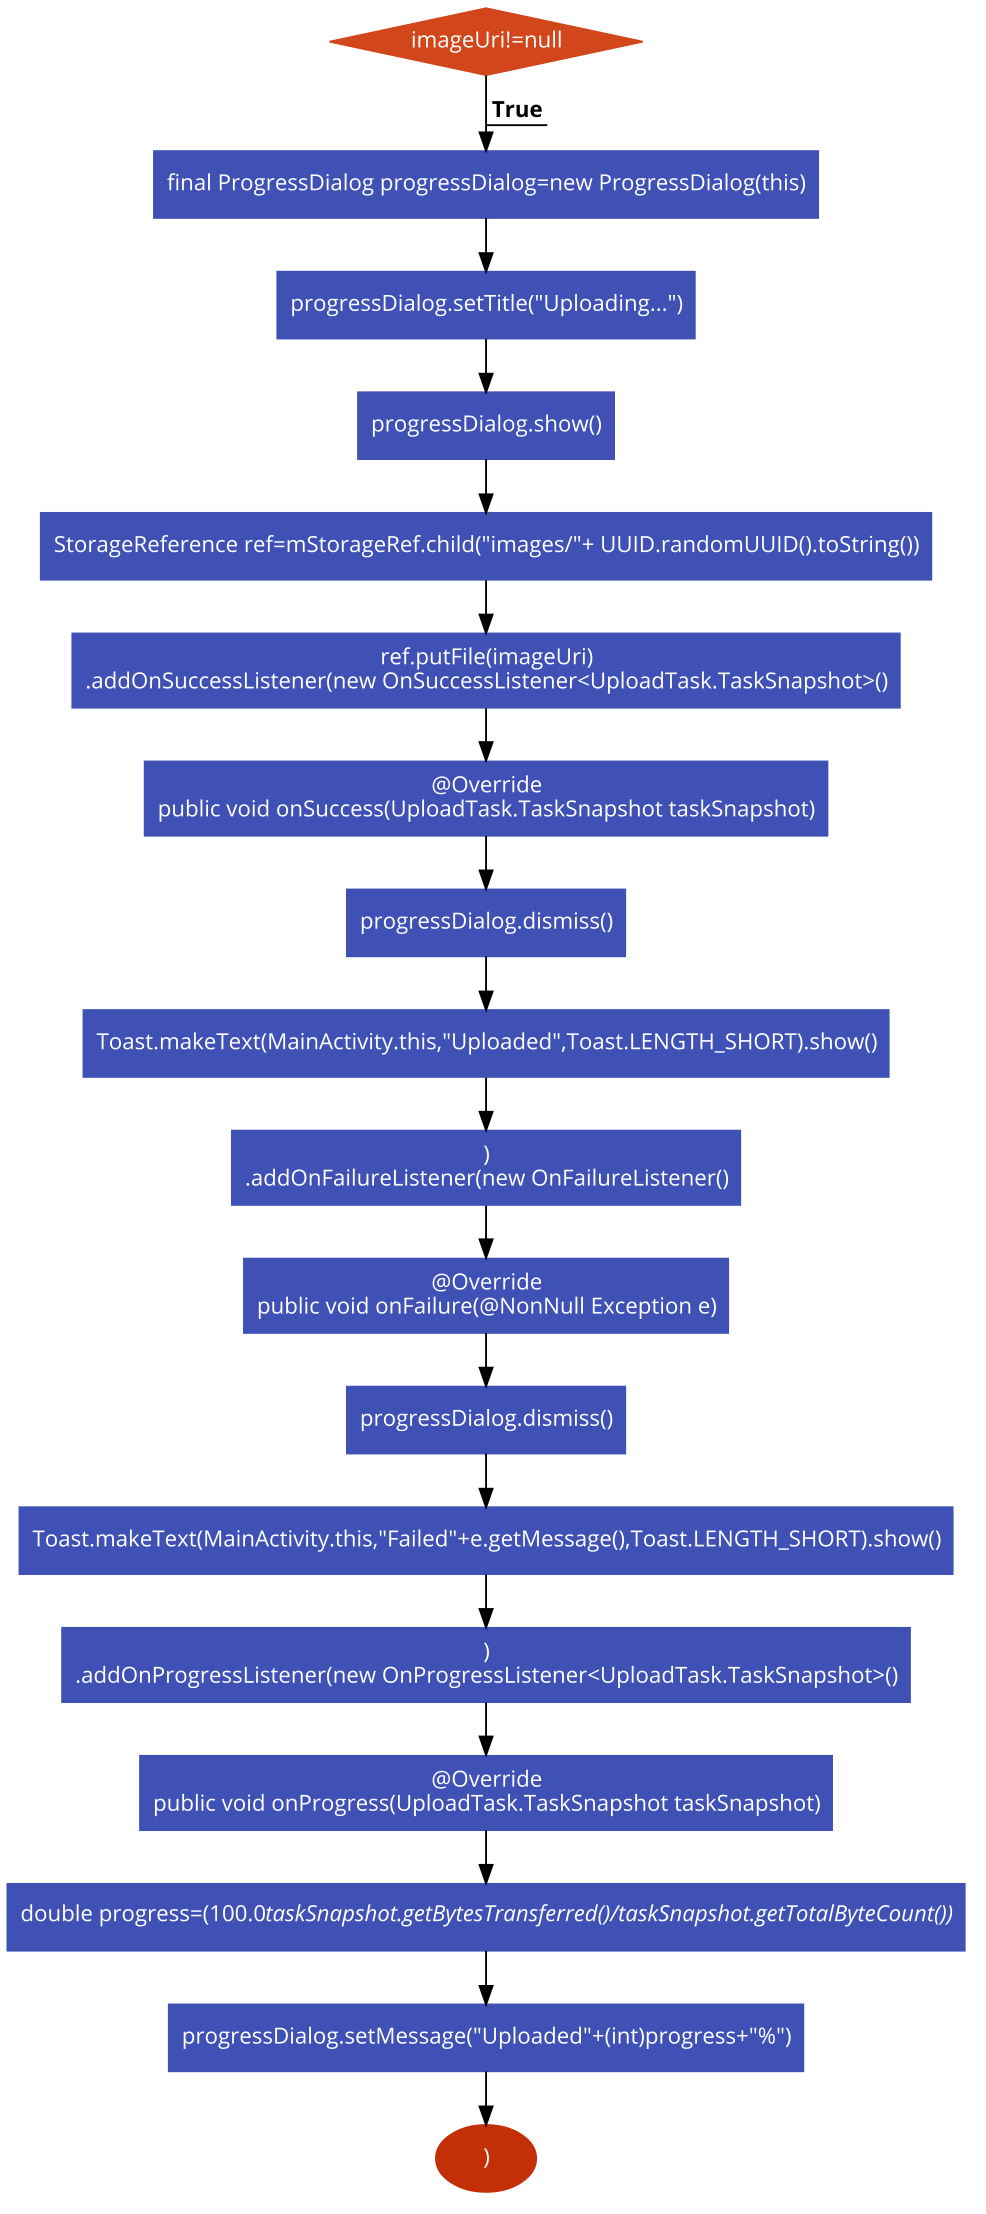 imageUri!=null
True
final ProgressDialog progressDialog=new ProgressDialog(this)
progressDialog.setTitle("Uploading...")
progressDialog.show()
StorageReference ref=mStorageRef.child("images/"+ UUID.randomUUID().toString())
ref.putFile(imageUri)
.addOnSuccessListener(new OnSuccessListener<UploadTask.TaskSnapshot>()
@Override
public void onSuccess(UploadTask.TaskSnapshot taskSnapshot)
progressDialog.dismiss()
Toast.makeText(MainActivity.this,"Uploaded",Toast.LENGTH_SHORT).show()
)
.addOnFailureListener(new OnFailureListener()
@Override
public void onFailure(@NonNull Exception e)
progressDialog.dismiss()
Toast.makeText(MainActivity.this,"Failed"+e.getMessage(),Toast.LENGTH_SHORT).show()
)
.addOnProgressListener(new OnProgressListener<UploadTask.TaskSnapshot>()
@Override
public void onProgress(UploadTask.TaskSnapshot taskSnapshot)
double progress=(100.0taskSnapshot.getBytesTransferred()/taskSnapshot.getTotalByteCount())
progressDialog.setMessage("Uploaded"+(int)progress+"%")
)